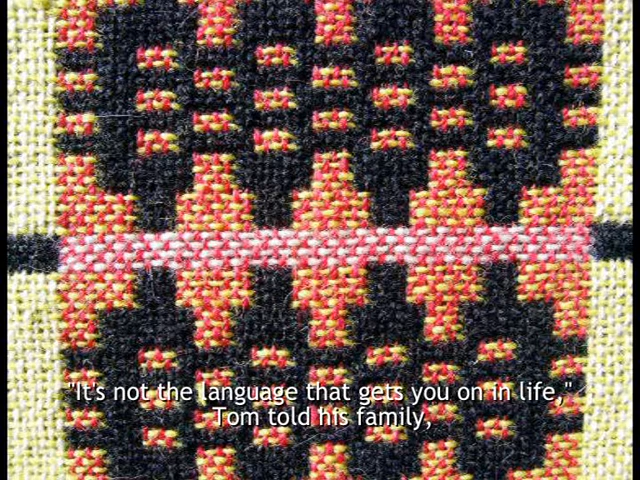 "It's not the language that gets you on in life,"
Tom told his family,